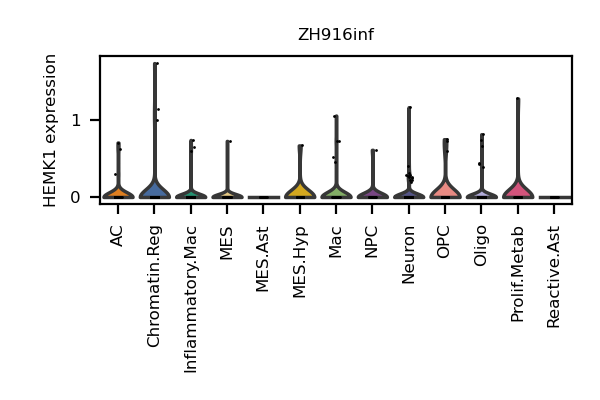 ZH916inf
HEMK1 expression
1
0
AC
Chromatin.Reg
Inflammatory.Mac
MES
MES.Ast
MES.Hyp
Mac
NPC
Neuron
OPC
Oligo
Prolif.Metab
Reactive.Ast